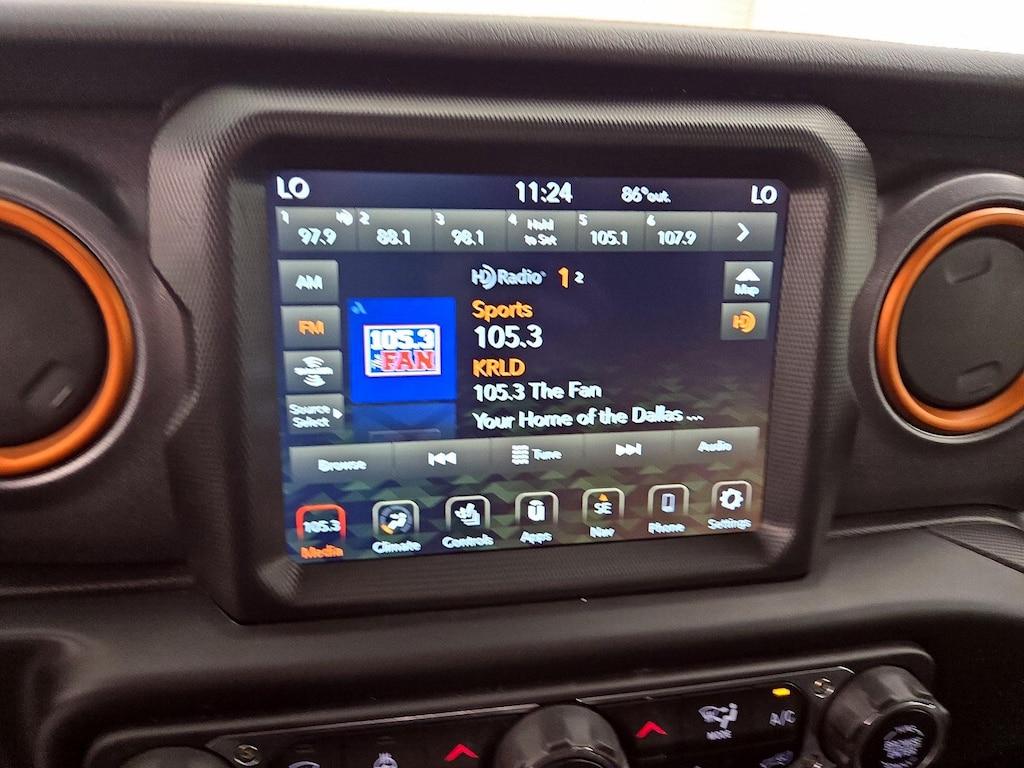 LO 11:24 86°out LO
1 97.9 2 88.1 3 98.1 4 Hold to Set 5 105.1 6 107.9
AM
HD Radio 1 2
Map
Sports
FM
105.3
FAN
105.3
HD
KRLD
105.3 The Fan
Source
Select
Your Home of the Dallas ...
Browse Tune Audio
105.3 SE
Media Climate Controls Apps Nav Phone Settings
MODE A/C